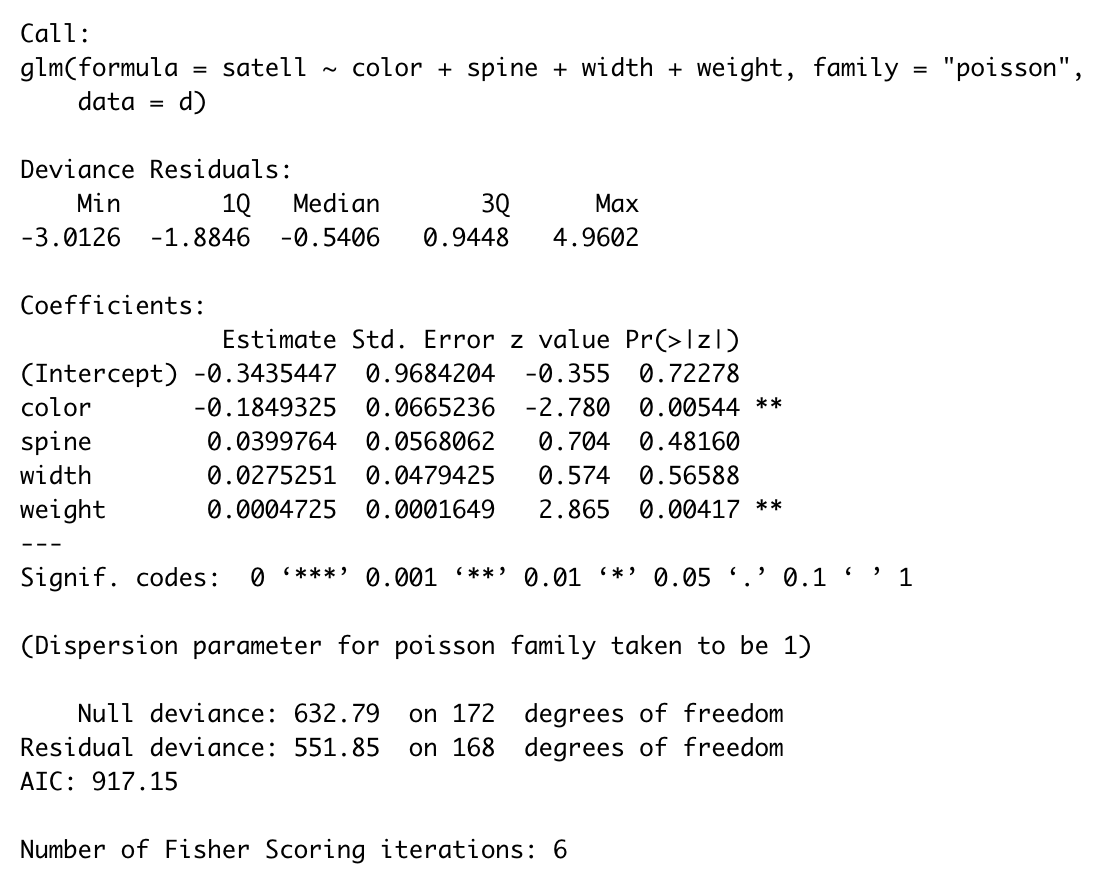 Call:
glm(formula = satell ~ color + spine + width + weight, family = "poisson",
    data = d)

Deviance Residuals:
    Min       1Q   Median       3Q      Max
-3.0126  -1.8846  -0.5406   0.9448   4.9602

Coefficients:
              Estimate Std. Error z value Pr(>|z|)
(Intercept) -0.3435447  0.9684204  -0.355  0.72278
color       -0.1849325  0.0665236  -2.780  0.00544 **
spine        0.0399764  0.0568062   0.704  0.48160
width        0.0275251  0.0479425   0.574  0.56588
weight       0.0004725  0.0001649   2.865  0.00417 **
---
Signif. codes:  0 ‘***’ 0.001 ‘**’ 0.01 ‘*’ 0.05 ‘.’ 0.1 ‘ ’ 1

(Dispersion parameter for poisson family taken to be 1)

    Null deviance: 632.79  on 172  degrees of freedom
Residual deviance: 551.85  on 168  degrees of freedom
AIC: 917.15

Number of Fisher Scoring iterations: 6